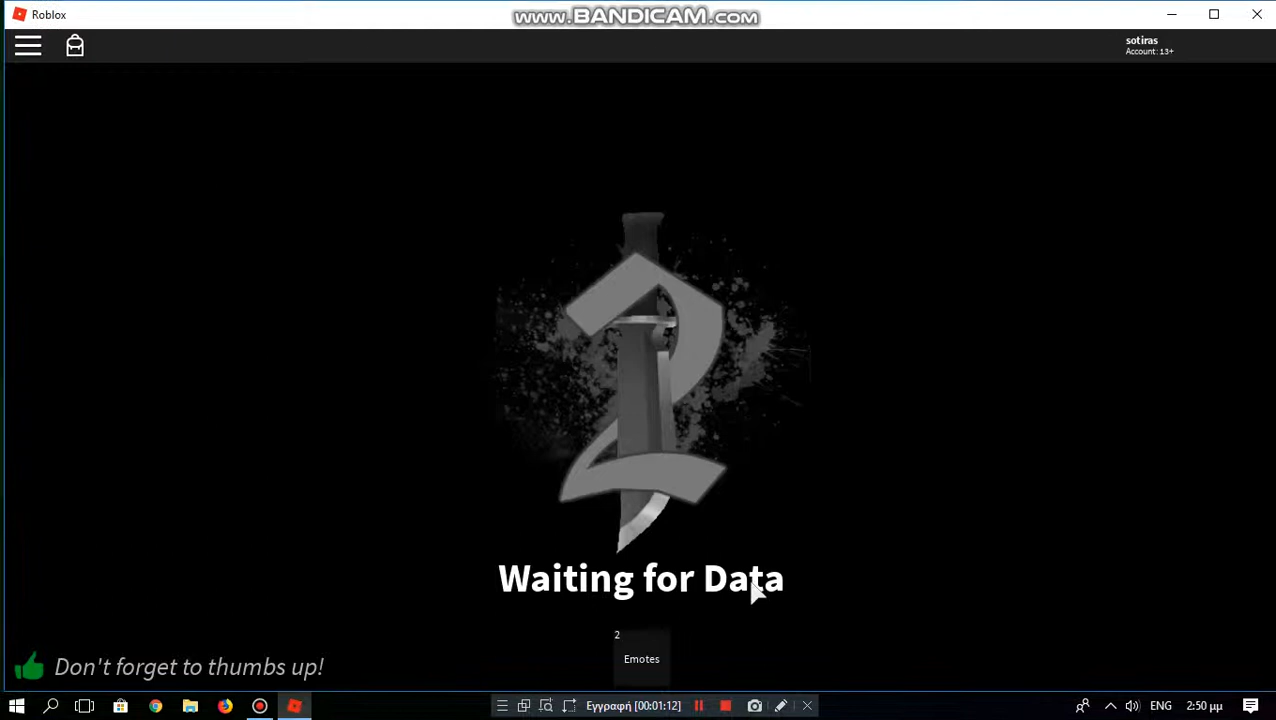 Roblox
www.BANDICAM.com
sotiras
Account: 13+
2
Waiting for Data
2
Emotes
Don't forget to thumbs up!
Εγγραφή [00:01:12]
ENG
2:50 μμ